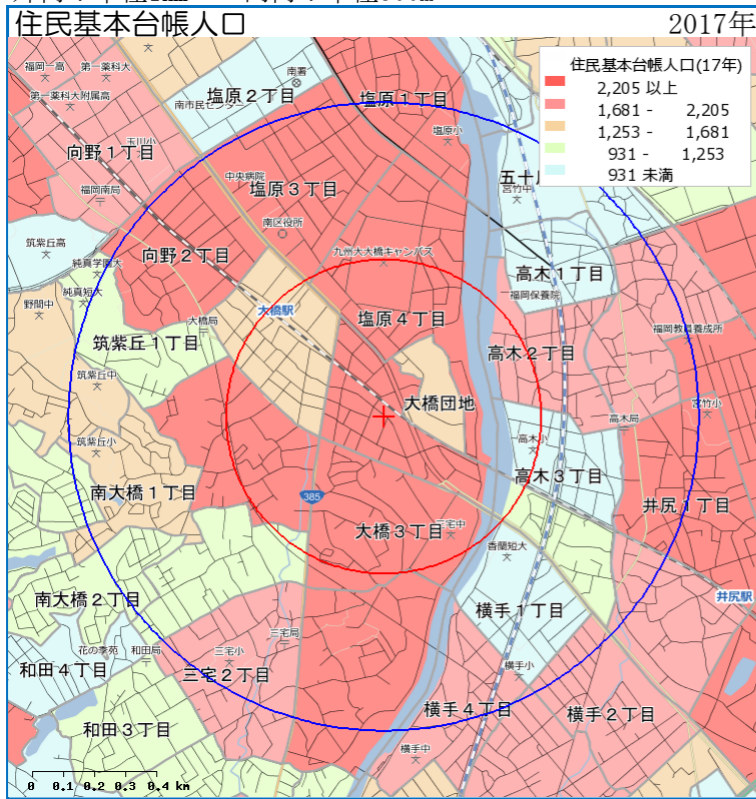 住民基本台帳人口
2017年
住民基本台帳人口(17年)
2,205 以上
1,681 - 2,205
1,253 - 1,681
931 - 1,253
931 未満
福岡一高
第一薬科大
南署
第一薬科大附属高
塩原2丁目
塩原1丁目
南市民センター
塩原小
玉川小
向野1丁目
宮竹中
中央病院
塩原3丁目
福岡南局
南区役所
筑紫丘高
向野2丁目
九州大大橋キャンパス
純真学園大
高木1丁目
純真短大
福岡保養院
野間中
大橋駅
大橋局
塩原4丁目
福岡教員養成所
筑紫丘1丁目
高木2丁目
筑紫丘中
大橋団地
宮竹小
高木局
筑紫丘小
高木小
高木3丁目
南大橋1丁目
385
井尻1丁目
大橋3丁目
三宅中
香蘭短大
井尻駅
南大橋2丁目
横手1丁目
三宅局
花の季苑
和田局
三宅小
和田4丁目
三宅2丁目
横手小
横手4丁目
横手2丁目
和田3丁目
横手中
0 0.1 0.2 0.3 0.4 km